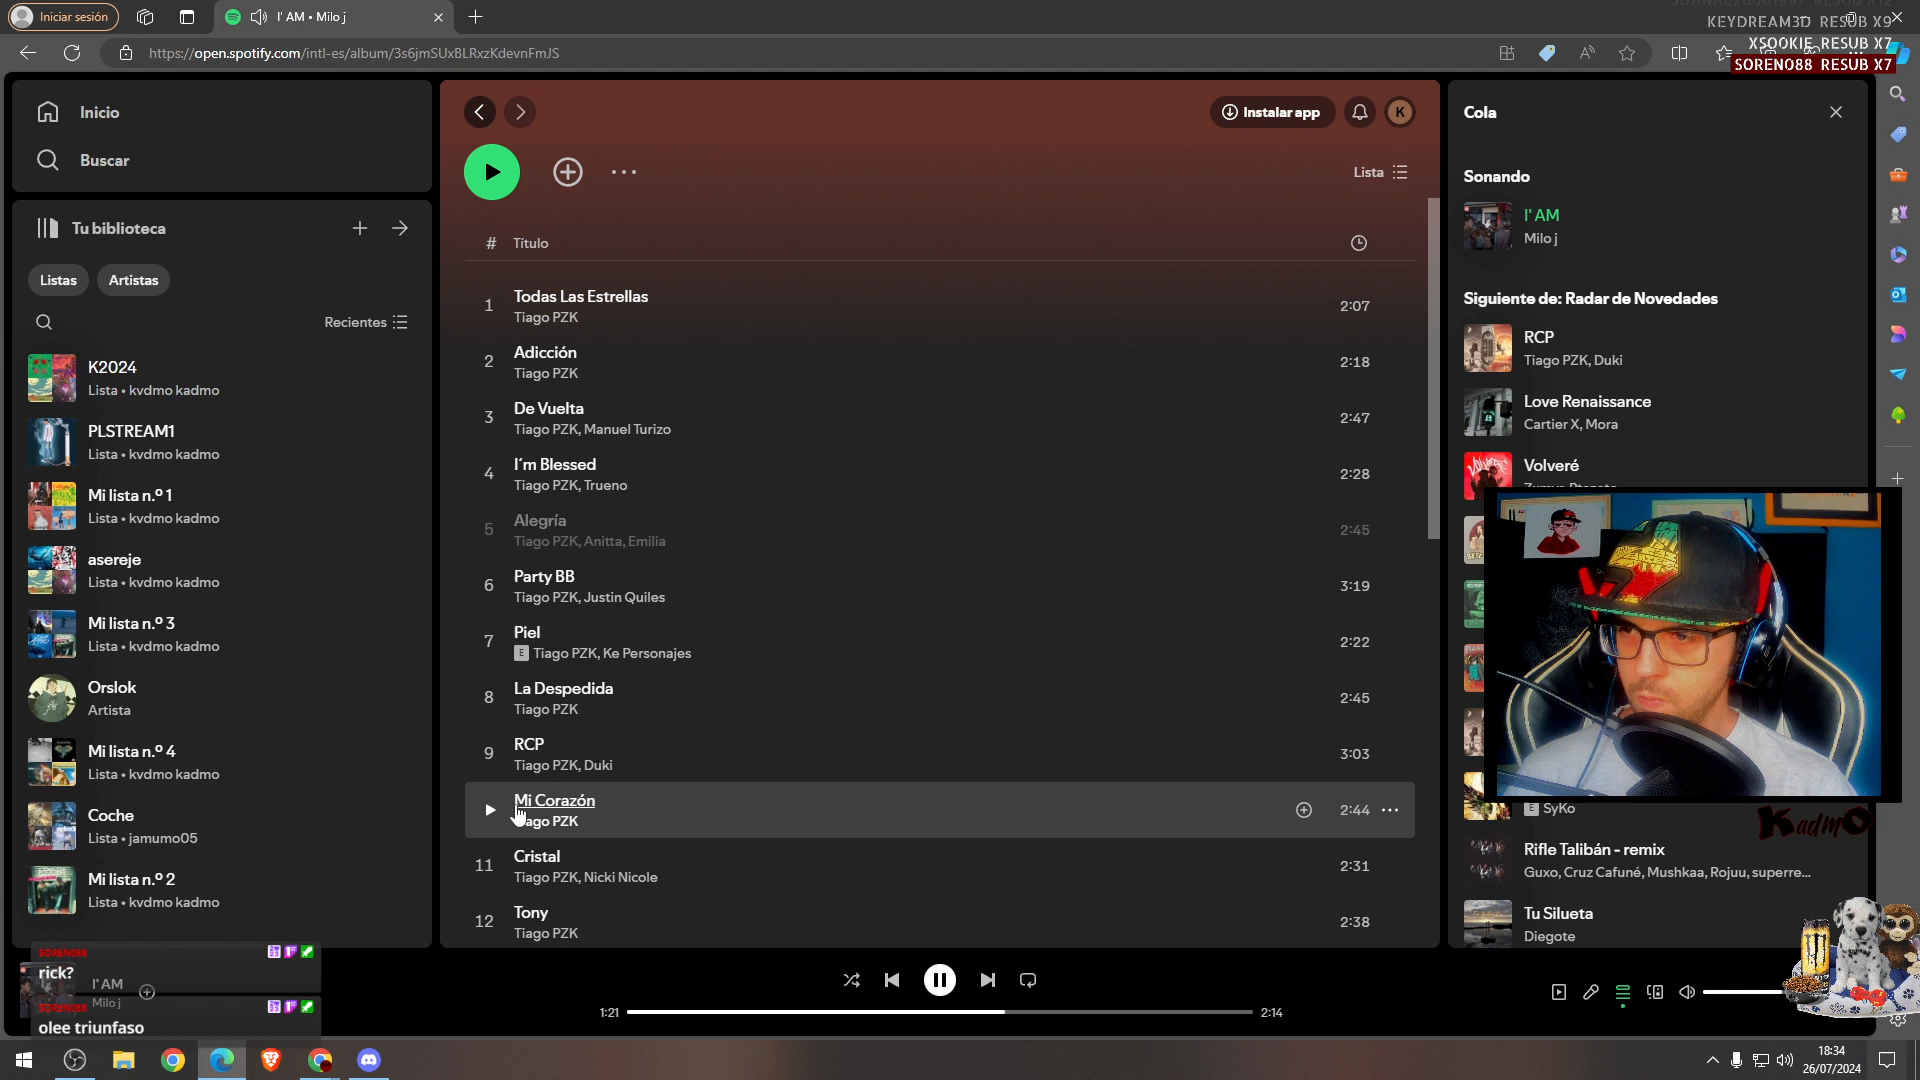 Iniciar sesión
I' AM • Milo j
KEYDREAM3D RESUB X9
XSOOKIE RESUB X7
SOREN088 RESUB X7
https://open.spotify.com/intl-es/album/3s6jmSUxBLRxzKdevnFmJS
Inicio
Buscar
Tu biblioteca
Listas
Artistas
Recientes
K2024
Lista • kvdmo kadmo
PLSTREAM1
Lista • kvdmo kadmo
Mi lista n.º 1
Lista • kvdmo kadmo
asereje
Lista • kvdmo kadmo
Mi lista n.º 3
Lista • kvdmo kadmo
Orslok
Artista
Mi lista n.º 4
Lista • kvdmo kadmo
Coche
Lista • jamumo05
Mi lista n.º 2
Lista • kvdmo kadmo
Instalar app
K
Lista
# Título
1 Todas Las Estrellas 2:07
Tiago PZK
2 Adicción 2:18
Tiago PZK
3 De Vuelta 2:47
Tiago PZK, Manuel Turizo
4 I´m Blessed 2:28
Tiago PZK, Trueno
5 Alegría 2:45
Tiago PZK, Anitta, Emilia
6 Party BB 3:19
Tiago PZK, Justin Quiles
7 Piel 2:22
E Tiago PZK, Ke Personajes
8 La Despedida 2:45
Tiago PZK
9 RCP 3:03
Tiago PZK, Duki
Mi Corazón 2:44
ago PZK
11 Cristal 2:31
Tiago PZK, Nicki Nicole
12 Tony 2:38
Tiago PZK
Cola
Sonando
I' AM
Milo j
Siguiente de: Radar de Novedades
RCP
Tiago PZK, Duki
Love Renaissance
Cartier X, Mora
Volveré
E SyKo
KadmO
Rifle Talibán - remix
Guxo, Cruz Cafuné, Mushkaa, Rojuu, superre...
Tu Silueta
Diegote
SOREN088
rick?
I' AM
Milo j
SOREN088
olee triunfaso
1:21
2:14
18:34
26/07/2024